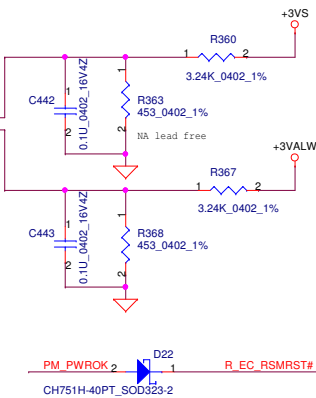 +3VS
R360
1 2
3.24K_0402_1%
C442
1
2
0.1U_0402_16V4Z
1
2
R363
453_0402_1%
NA lead free
+3VALW
R367
1 2
3.24K_0402_1%
C443
1
2
0.1U_0402_16V4Z
1
2
R368
453_0402_1%
D22
PM_PWROK 2 1 R_EC_RSMRST#
CH751H-40PT_SOD323-2